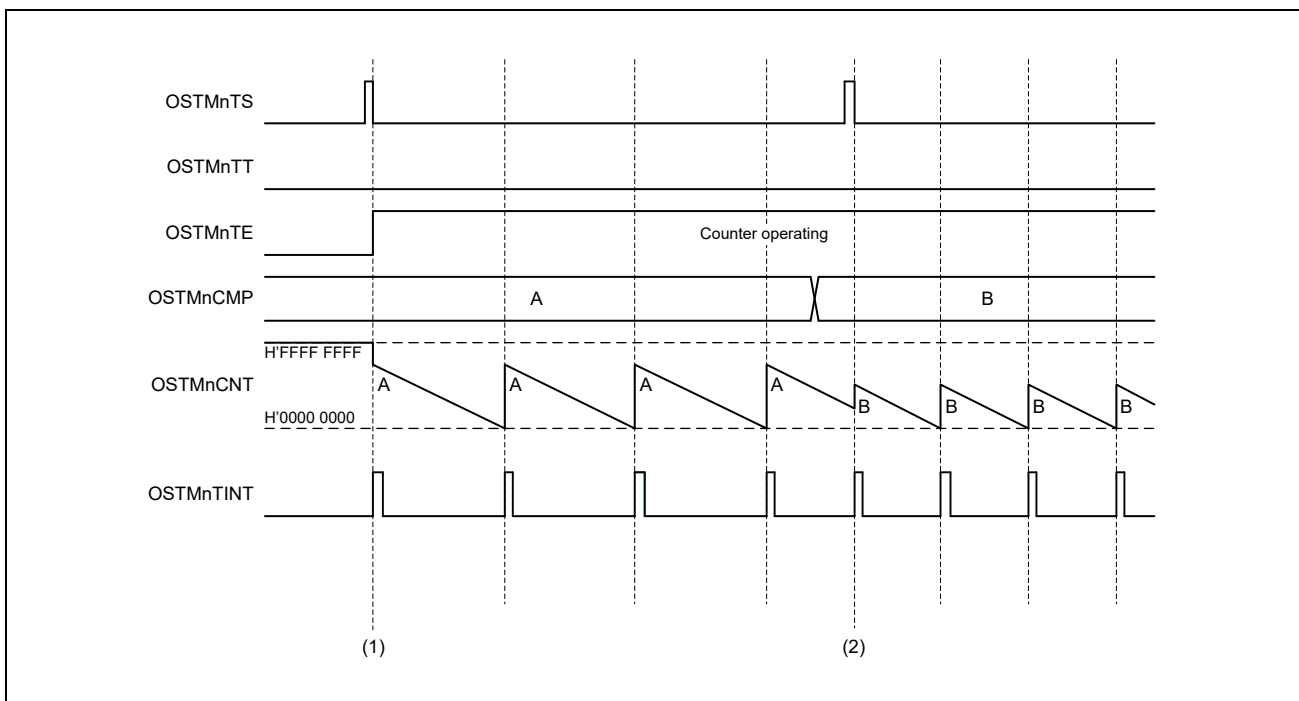 OSTMnTS
OSTMnTT
OSTMnTE
Counter operating
OSTMnCMP
A
B
H'FFFF FFFF
OSTMnCNT
A
A
A
A
B
B
B
B
H'0000 0000
OSTMnTINT
(1)
(2)